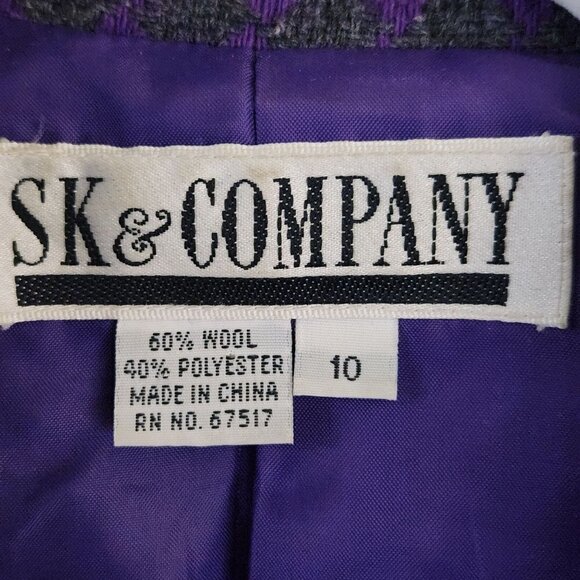 SK & COMPANY
60% WOOL
40% POLYESTER
MADE IN CHINA
RN NO. 67517
10